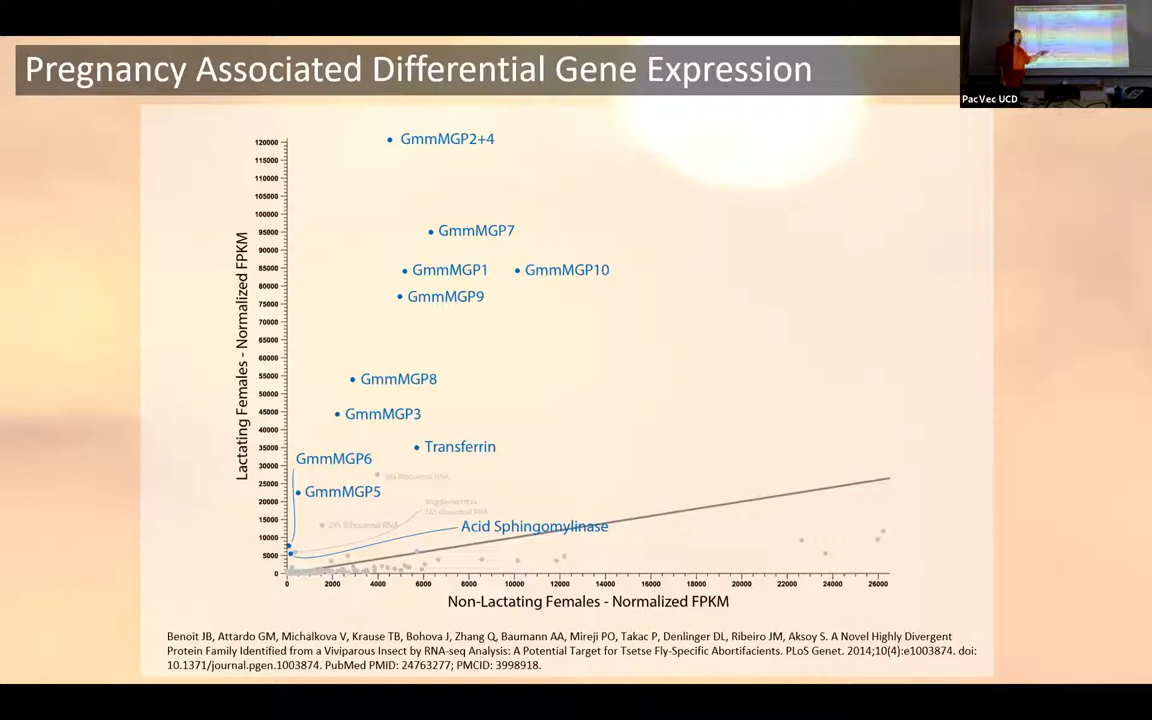 Pregnancy Associated Differential Gene Expression
PacVec UCD
GmmMGP2+4
GmmMGP7
GmmMGP1
GmmMGP10
GmmMGP9
GmmMGP8
GmmMGP3
Transferrin
GmmMGP6
GmmMGP5
Acid Sphingomylinase
18s Ribosomal RNA
Wigglesworthia
16S ribosomal RNA
28S Ribosomal RNA
Lactating Females - Normalized FPKM
120000
115000
110000
105000
100000
95000
90000
85000
80000
75000
70000
65000
60000
55000
50000
45000
40000
35000
30000
25000
20000
15000
10000
5000
0
0 2000 4000 6000 8000 10000 12000 14000 16000 18000 20000 22000 24000 26000
Non-Lactating Females - Normalized FPKM
Benoit JB, Attardo GM, Michalkova V, Krause TB, Bohova J, Zhang Q, Baumann AA, Mireji PO, Takac P, Denlinger DL, Ribeiro JM, Aksoy S. A Novel Highly Divergent
Protein Family Identified from a Viviparous Insect by RNA-seq Analysis: A Potential Target for Tsetse Fly-Specific Abortifacients. PLoS Genet. 2014;10(4):e1003874. doi:
10.1371/journal.pgen.1003874. PubMed PMID: 24763277; PMCID: 3998918.